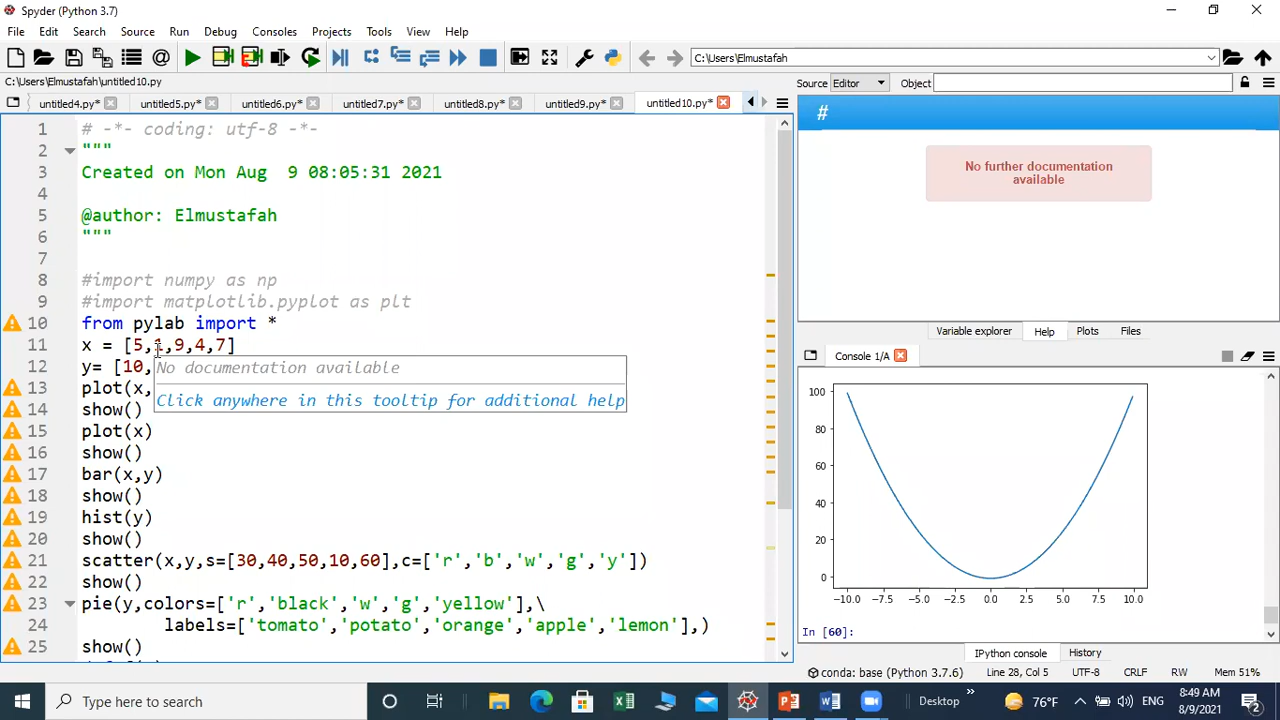 Spyder (Python 3.7)
File Edit Search Source Run Debug Consoles Projects Tools View Help
C:\Users\Elmustafah
C:\Users\Elmustafah\untitled10.py
untitled4.py* untitled5.py* untitled6.py* untitled7.py* untitled8.py* untitled9.py* untitled10.py*
Source Editor Object
1 # -*- coding: utf-8 -*-
2 """
3 Created on Mon Aug  9 08:05:31 2021
4
5 @author: Elmustafah
6 """
7
8 #import numpy as np
9 #import matplotlib.pyplot as plt
10 from pylab import *
11 x = [5,1,9,4,7]
12 y= [10,
13 plot(x,
14 show()
15 plot(x)
16 show()
17 bar(x,y)
18 show()
19 hist(y)
20 show()
21 scatter(x,y,s=[30,40,50,10,60],c=['r','b','w','g','y'])
22 show()
23 pie(y,colors=['r','black','w','g','yellow'],\
24 labels=['tomato','potato','orange','apple','lemon'],)
25 show()
No documentation available
Click anywhere in this tooltip for additional help
#
No further documentation
available
Variable explorer Help Plots Files
Console 1/A
100
80
60
40
20
0
−10.0 −7.5 −5.0 −2.5 0.0 2.5 5.0 7.5 10.0
In [60]:
IPython console History
conda: base (Python 3.7.6) Line 28, Col 5 UTF-8 CRLF RW Mem 51%
Type here to search
Desktop
76°F
ENG
8:49 AM
8/9/2021
2